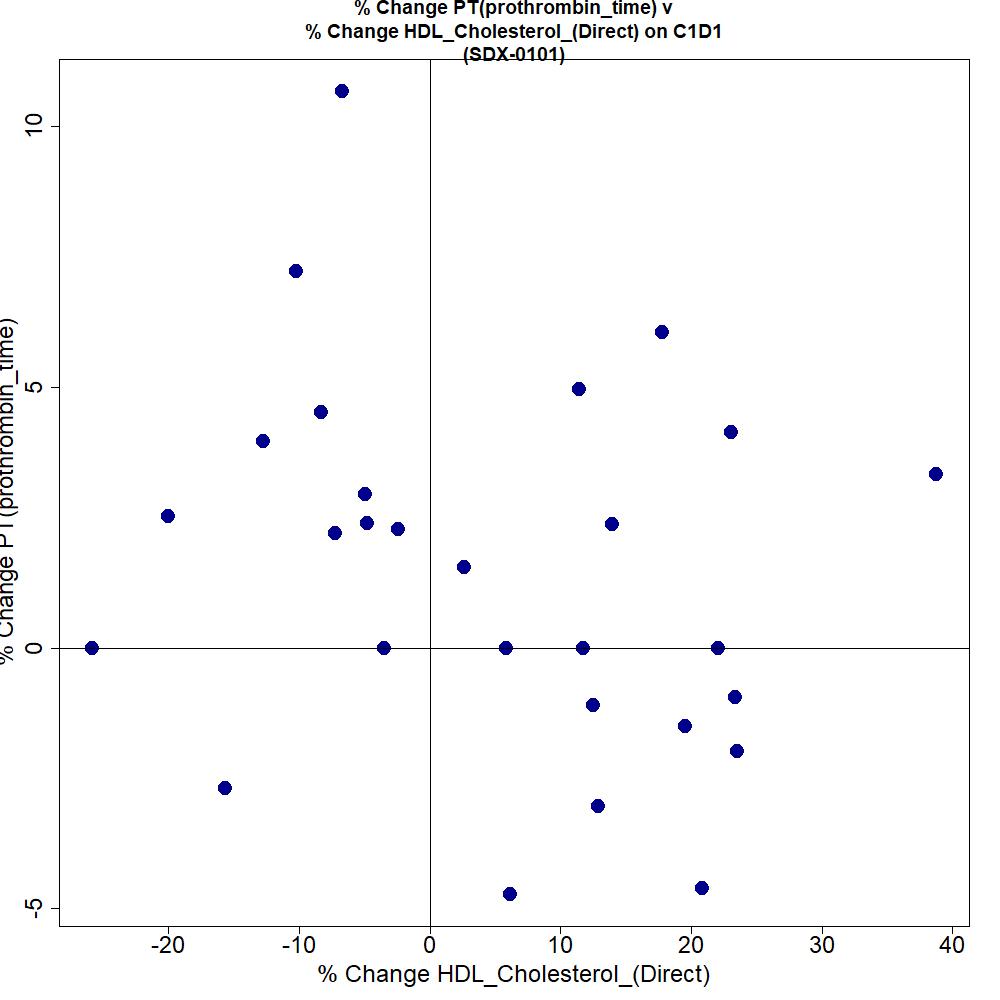 % Change PT(prothrombin_time) v
% Change HDL_Cholesterol_(Direct) on C1D1
(SDX-0101)
10
5
0
-5
% Change PT(prothrombin_time)
-20 -10 0 10 20 30 40
% Change HDL_Cholesterol_(Direct)